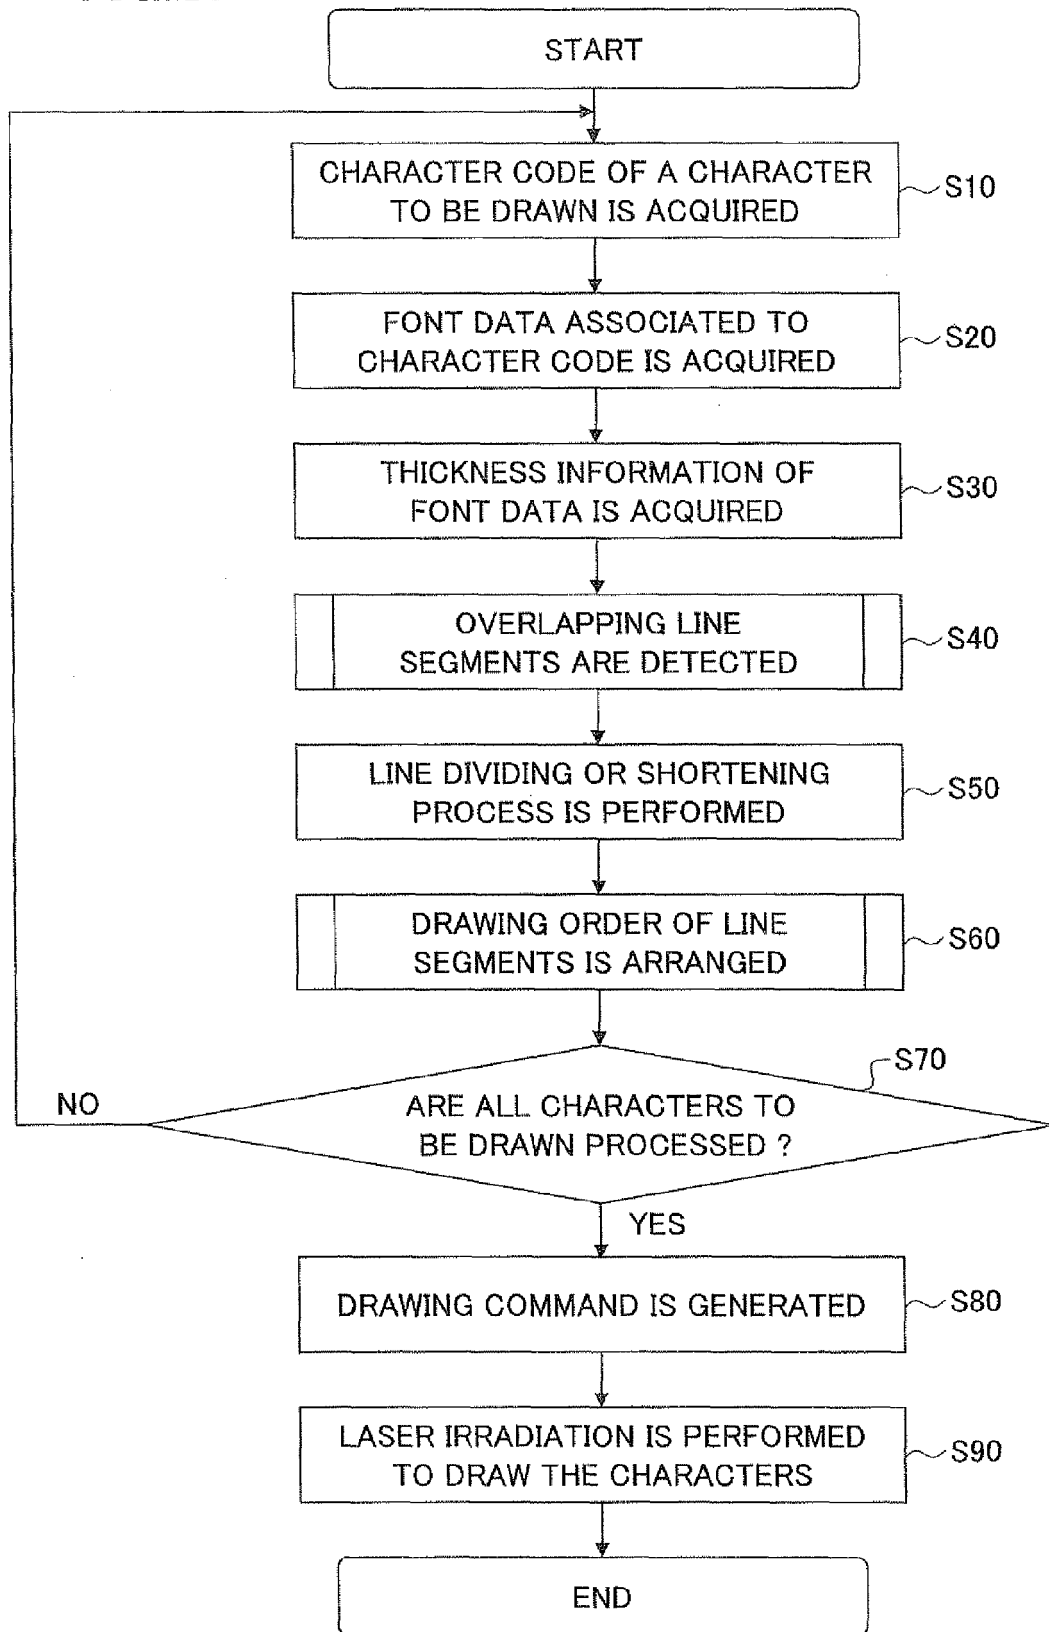 START
CHARACTER CODE OF A CHARACTER
TO BE DRAWN IS ACQUIRED
S10
FONT DATA ASSOCIATED TO
CHARACTER CODE IS ACQUIRED
S20
THICKNESS INFORMATION OF
FONT DATA IS ACQUIRED
S30
OVERLAPPING LINE
SEGMENTS ARE DETECTED
S40
LINE DIVIDING OR SHORTENING
PROCESS IS PERFORMED
S50
DRAWING ORDER OF LINE
SEGMENTS IS ARRANGED
S60
S70
NO
ARE ALL CHARACTERS TO
BE DRAWN PROCESSED ?
YES
DRAWING COMMAND IS GENERATED
S80
LASER IRRADIATION IS PERFORMED
TO DRAW THE CHARACTERS
S90
END